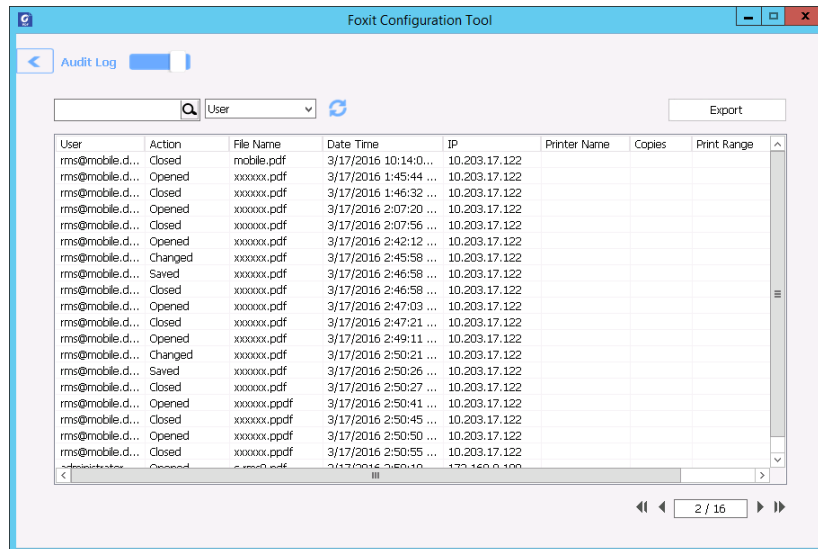 Foxit Configuration Tool
Audit Log
User
Export
User Action File Name Date Time IP Printer Name Copies Print Range
rms@mobile.d... Closed mobile.pdf 3/17/2016 10:14:0... 10.203.17.122
rms@mobile.d... Opened xxxxxx.pdf 3/17/2016 1:45:44 ... 10.203.17.122
rms@mobile.d... Closed xxxxxx.pdf 3/17/2016 1:46:32 ... 10.203.17.122
rms@mobile.d... Opened xxxxxx.pdf 3/17/2016 2:07:20 ... 10.203.17.122
rms@mobile.d... Closed xxxxxx.pdf 3/17/2016 2:07:56 ... 10.203.17.122
rms@mobile.d... Opened xxxxxx.pdf 3/17/2016 2:42:12 ... 10.203.17.122
rms@mobile.d... Changed xxxxxx.pdf 3/17/2016 2:45:58 ... 10.203.17.122
rms@mobile.d... Saved xxxxxx.pdf 3/17/2016 2:46:58 ... 10.203.17.122
rms@mobile.d... Closed xxxxxx.pdf 3/17/2016 2:46:58 ... 10.203.17.122
rms@mobile.d... Opened xxxxxx.pdf 3/17/2016 2:47:03 ... 10.203.17.122
rms@mobile.d... Closed xxxxxx.pdf 3/17/2016 2:47:21 ... 10.203.17.122
rms@mobile.d... Opened xxxxxx.pdf 3/17/2016 2:49:11 ... 10.203.17.122
rms@mobile.d... Changed xxxxxx.pdf 3/17/2016 2:50:21 ... 10.203.17.122
rms@mobile.d... Saved xxxxxx.pdf 3/17/2016 2:50:26 ... 10.203.17.122
rms@mobile.d... Closed xxxxxx.pdf 3/17/2016 2:50:27 ... 10.203.17.122
rms@mobile.d... Opened xxxxxx.ppdf 3/17/2016 2:50:41 ... 10.203.17.122
rms@mobile.d... Closed xxxxxx.ppdf 3/17/2016 2:50:45 ... 10.203.17.122
rms@mobile.d... Opened xxxxxx.ppdf 3/17/2016 2:50:50 ... 10.203.17.122
rms@mobile.d... Closed xxxxxx.ppdf 3/17/2016 2:50:55 ... 10.203.17.122
administrator Opened
2 / 16